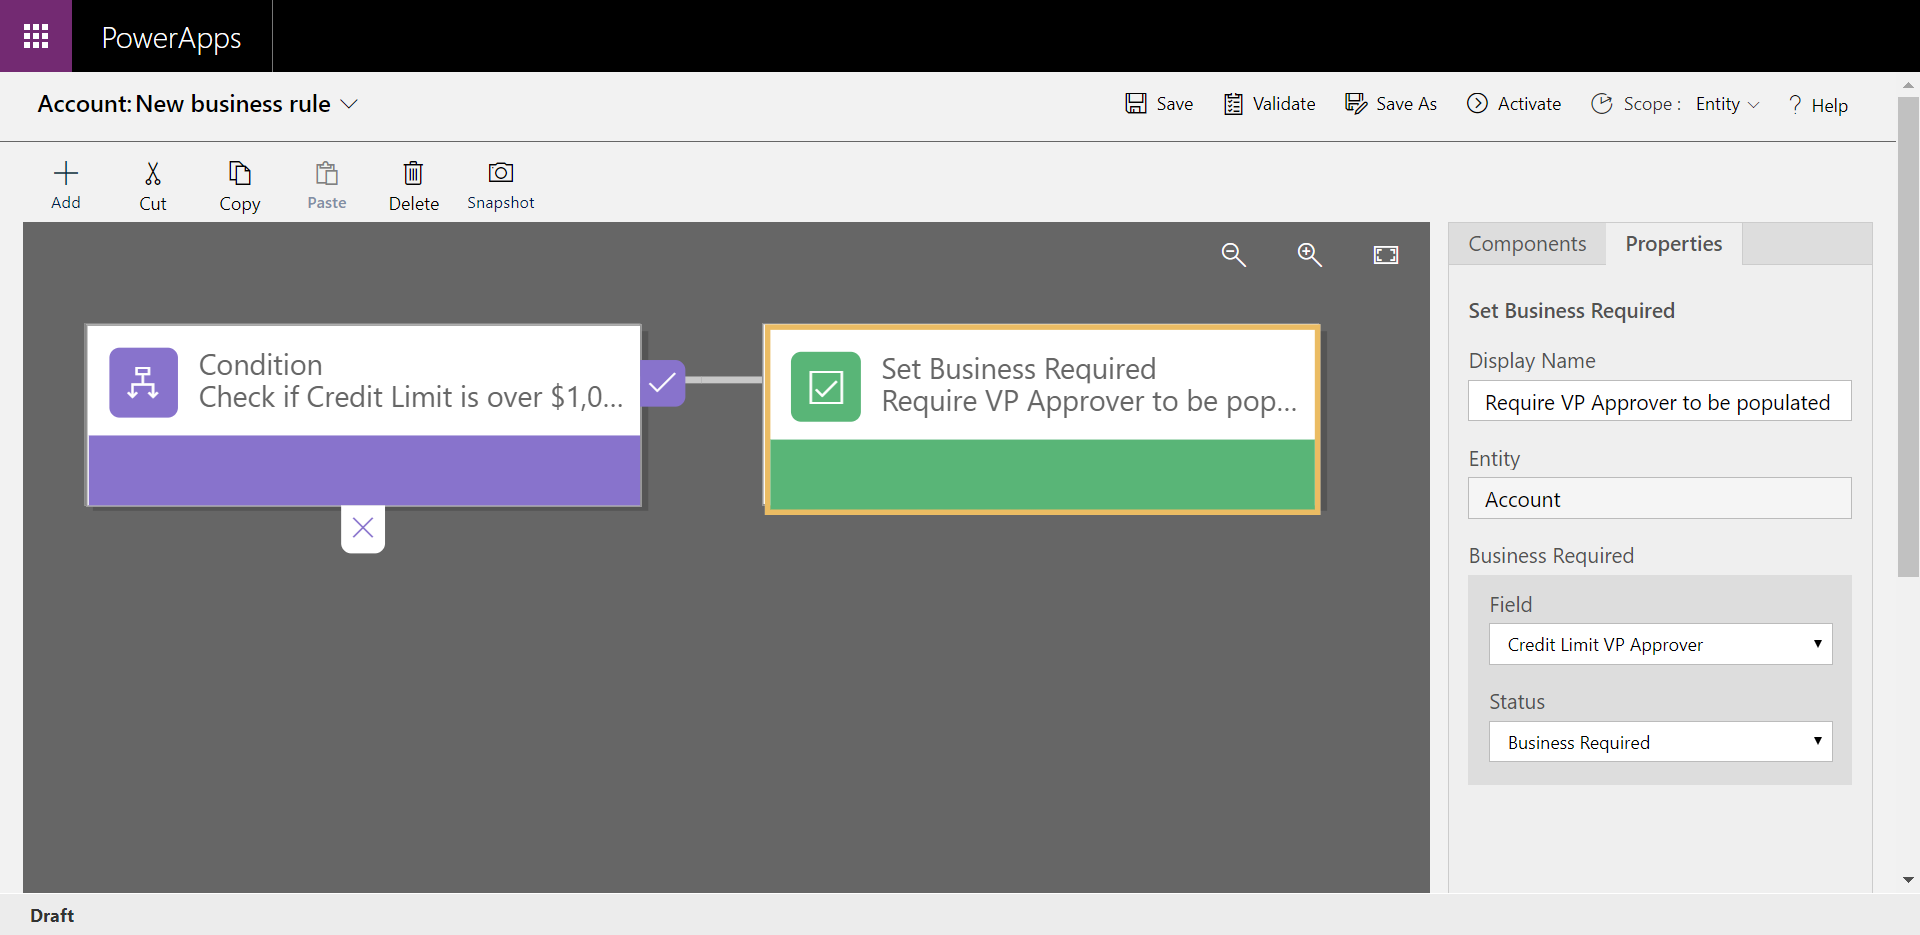 PowerApps
Account: New business rule
Save
Validate
Save As
Activate
Scope :
Entity
? Help
Add
Cut
Copy
Paste
Delete
Snapshot
Condition
Check if Credit Limit is over $1,0...
Set Business Required
Require VP Approver to be pop...
Components
Properties
Set Business Required
Display Name
Require VP Approver to be populated
Entity
Account
Business Required
Field
Credit Limit VP Approver
Status
Business Required
Draft